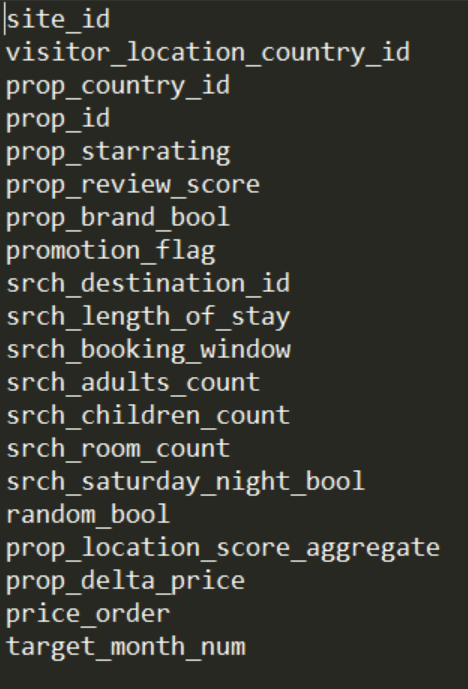 site_id
visitor_location_country_id
prop_country_id
prop_id
prop_starrating
prop_review_score
prop_brand_bool
promotion_flag
srch_destination_id
srch_length_of_stay
srch_booking_window
srch_adults_count
srch_children_count
srch_room_count
srch_saturday_night_bool
random_bool
prop_location_score_aggregate
prop_delta_price
price_order
target_month_num